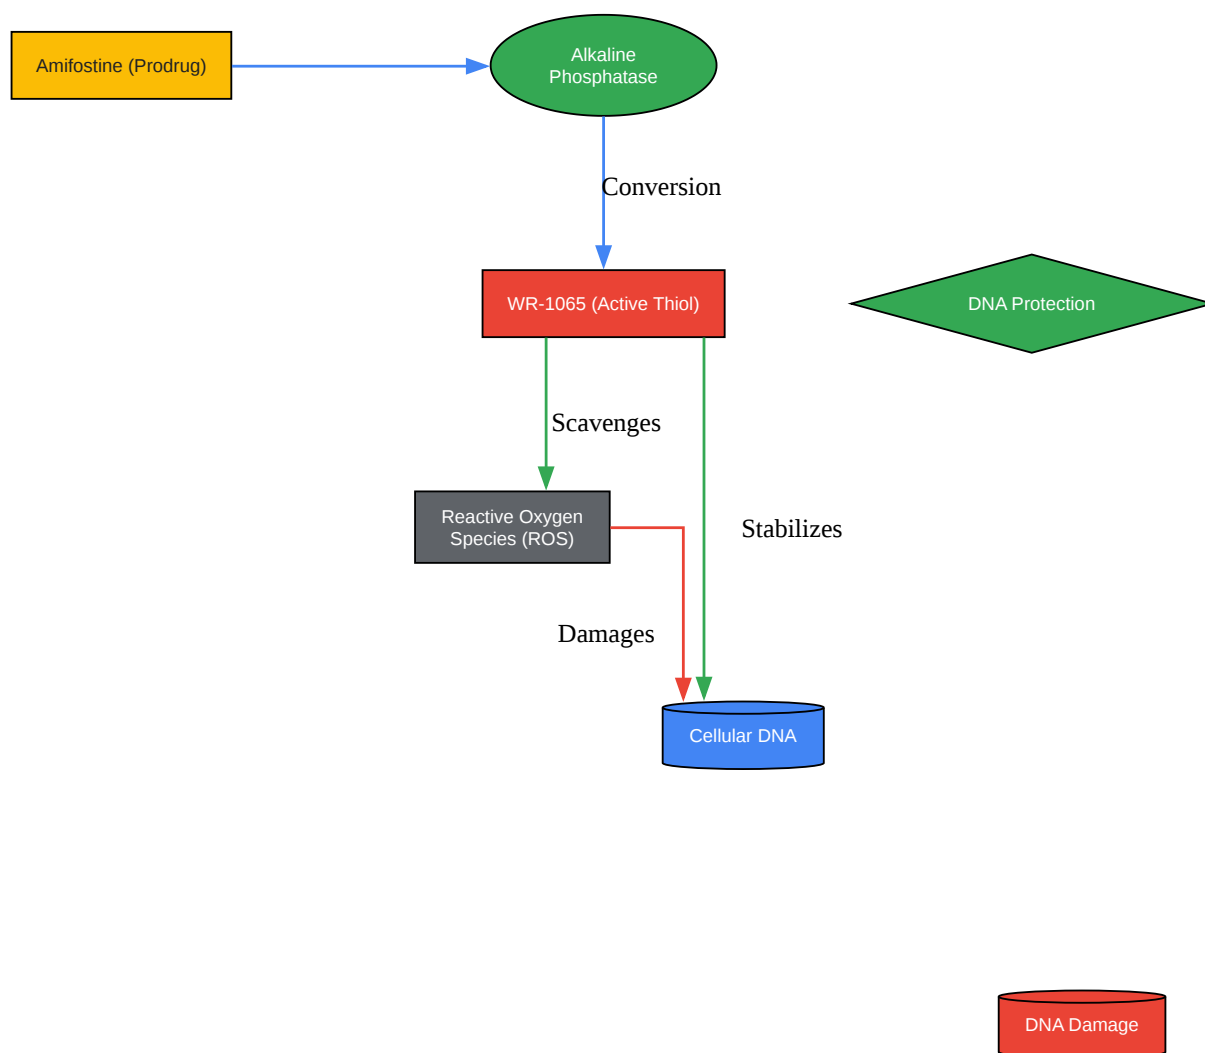 Amifostine (Prodrug)
Alkaline
Phosphatase
Conversion
WR-1065 (Active Thiol)
DNA Protection
Scavenges
Reactive Oxygen
Species (ROS)
Stabilizes
Damages
Cellular DNA
DNA Damage